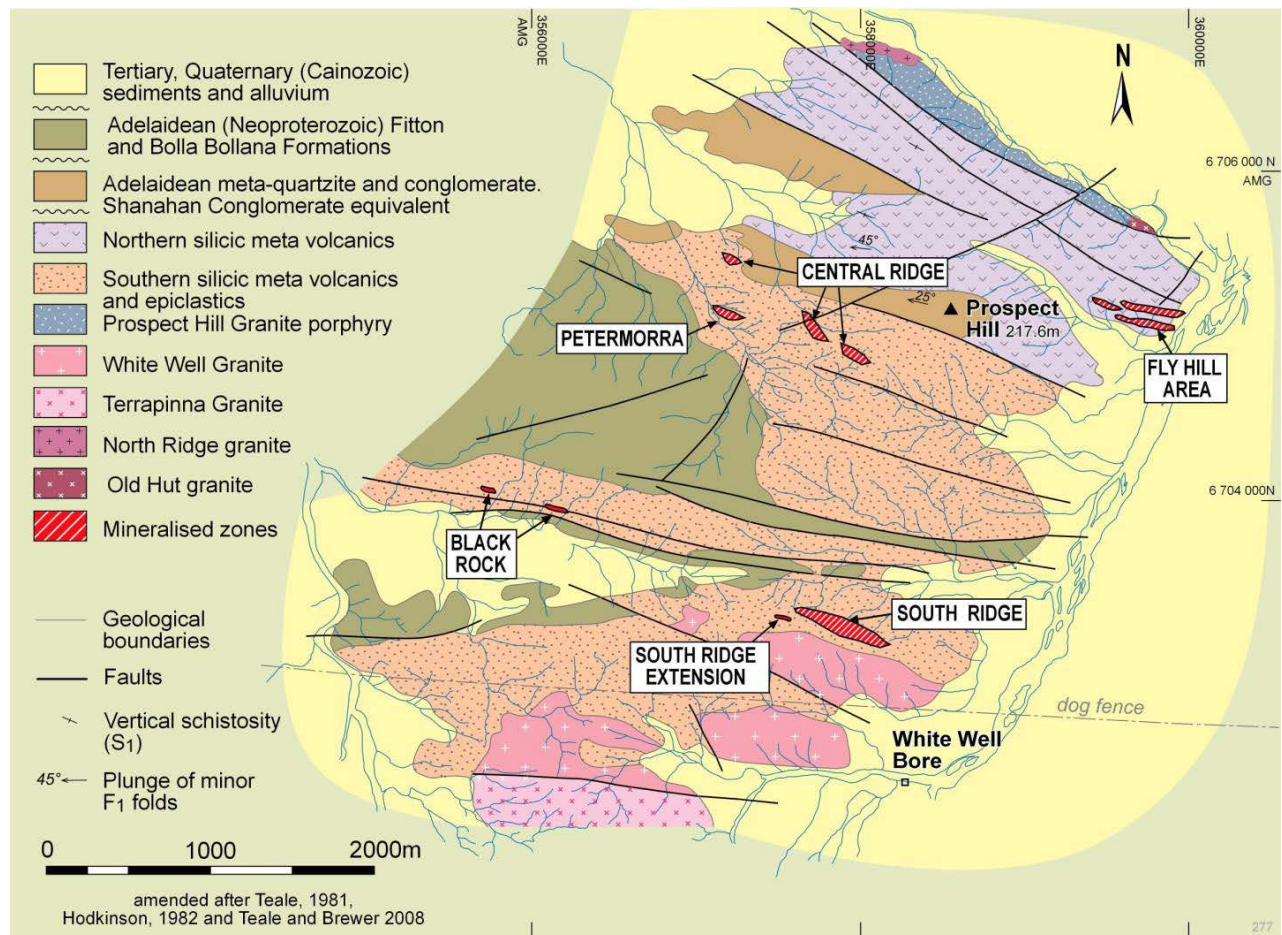 356000E
AMG
358000E
360000E
N
6 706 000 N
AMG
6 704 000N
Tertiary, Quaternary (Cainozoic)
sediments and alluvium
Adelaidean (Neoproterozoic) Fitton
and Bolla Bollana Formations
Adelaidean meta-quartzite and conglomerate.
Shanahan Conglomerate equivalent
Northern silicic meta volcanics
Southern silicic meta volcanics
and epiclastics
Prospect Hill Granite porphyry
White Well Granite
Terrapinna Granite
North Ridge granite
Old Hut granite
Mineralised zones
Geological
boundaries
Faults
Vertical schistosity
(S1)
45°
Plunge of minor
F1 folds
0 1000 2000m
amended after Teale, 1981,
Hodkinson, 1982 and Teale and Brewer 2008
45°
CENTRAL RIDGE
25°
Prospect
Hill 217.6m
PETERMORRA
FLY HILL
AREA
BLACK
ROCK
SOUTH RIDGE
SOUTH RIDGE
EXTENSION
dog fence
White Well
Bore
277